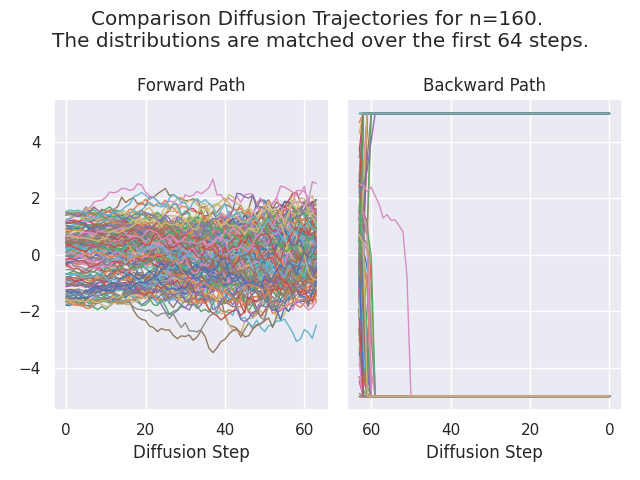 Comparison Diffusion Trajectories for n=160.
The distributions are matched over the first 64 steps.
Forward Path
Backward Path
4
2
0
−2
−4
0 20 40 60
60 40 20 0
Diffusion Step
Diffusion Step